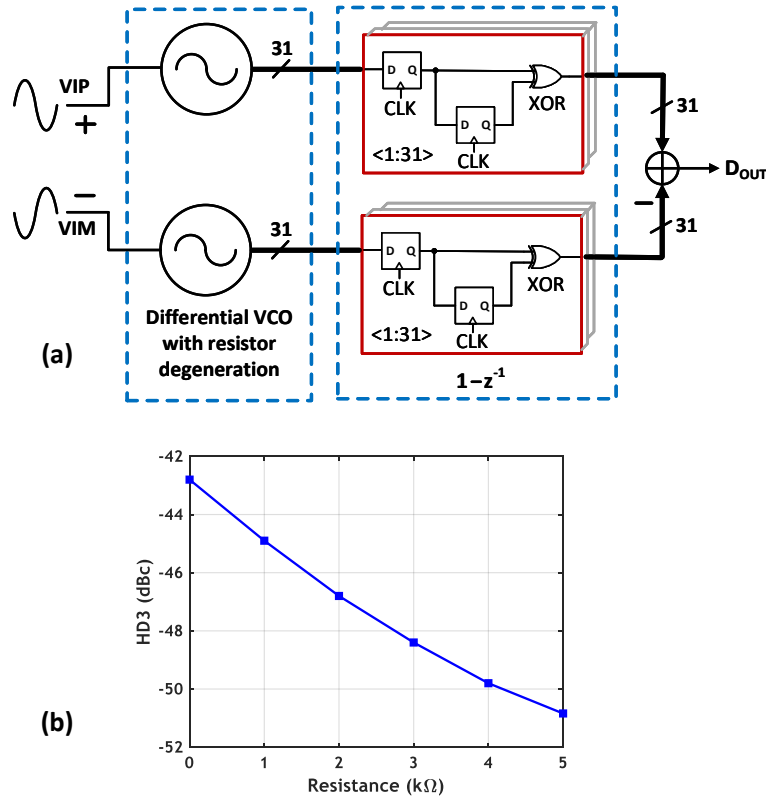 31
VIP
+
D Q
CLK
D Q
CLK
XOR
<1:31>
31
D_OUT
−
VIM
31
D Q
CLK
D Q
CLK
XOR
<1:31>
−
31
Differential VCO
with resistor
degeneration
1−z⁻¹
(a)
-42
-44
-46
-48
-50
-52
HD3 (dBc)
0 1 2 3 4 5
Resistance (kΩ)
(b)